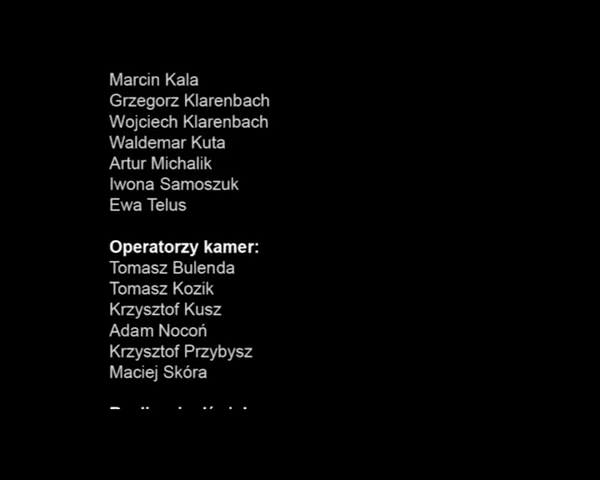 Marcin Kala
Grzegorz Klarenbach
Wojciech Klarenbach
Waldemar Kuta
Artur Michalik
Iwona Samoszuk
Ewa Telus
Operatorzy kamer:
Tomasz Bulenda
Tomasz Kozik
Krzysztof Kusz
Adam Nocoń
Krzysztof Przybysz
Maciej Skóra